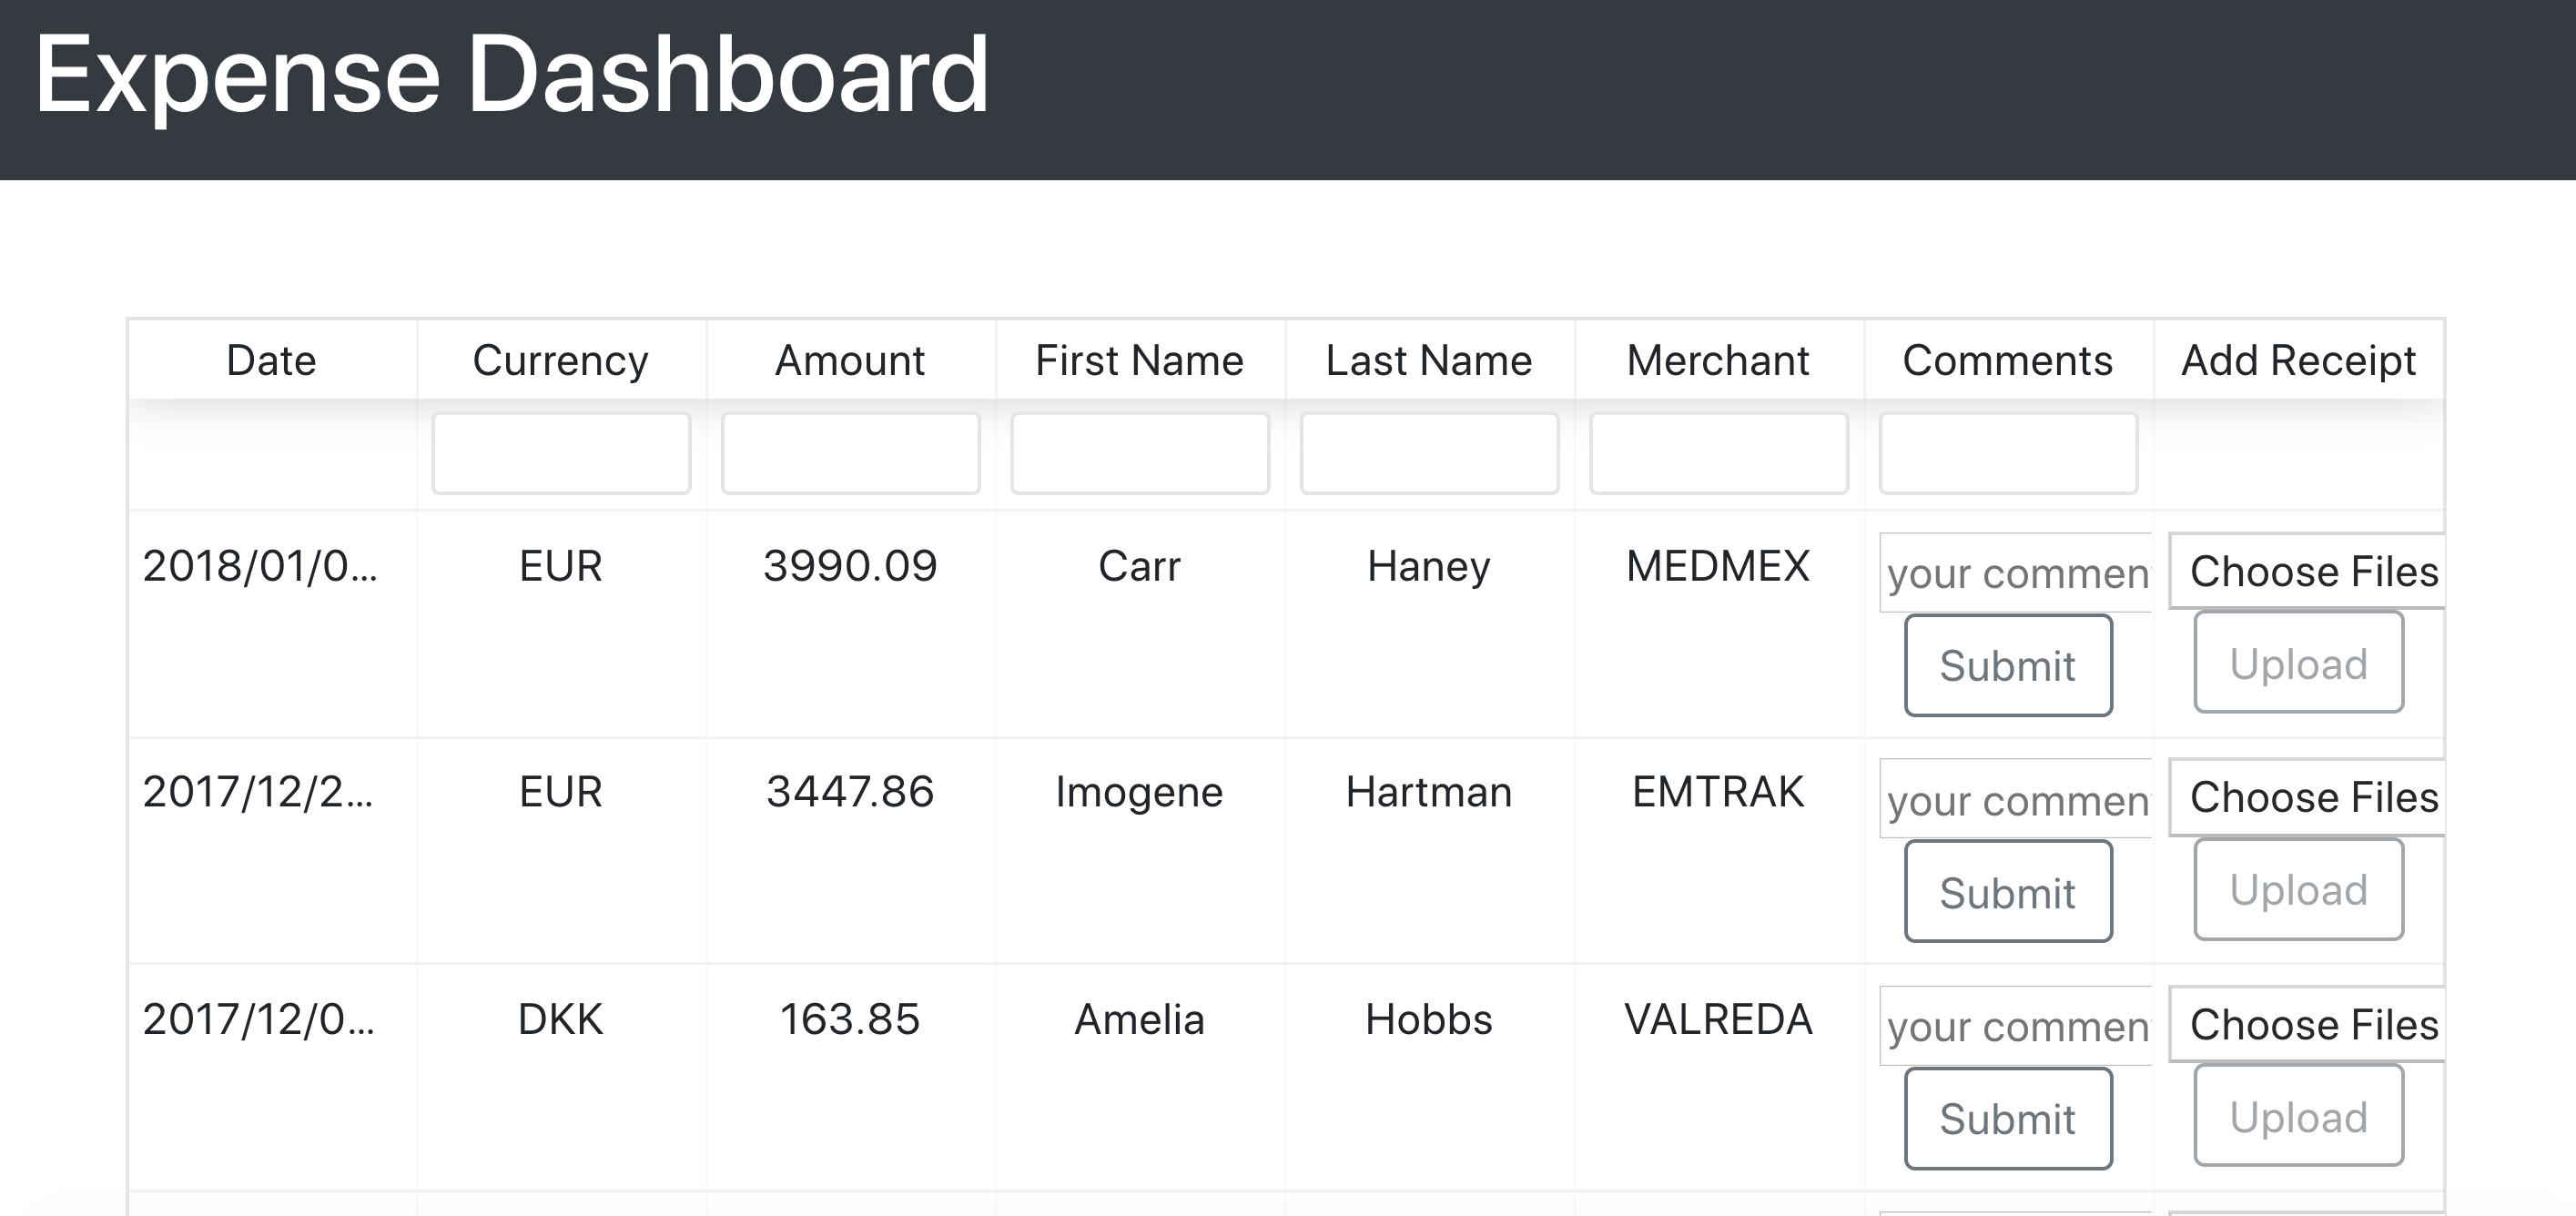 Expense Dashboard
Date Currency Amount First Name Last Name Merchant Comments Add Receipt
2018/01/0... EUR 3990.09 Carr Haney MEDMEX your commen Choose Files
Submit Upload
2017/12/2... EUR 3447.86 Imogene Hartman EMTRAK your commen Choose Files
Submit Upload
2017/12/0... DKK 163.85 Amelia Hobbs VALREDA your commen Choose Files
Submit Upload